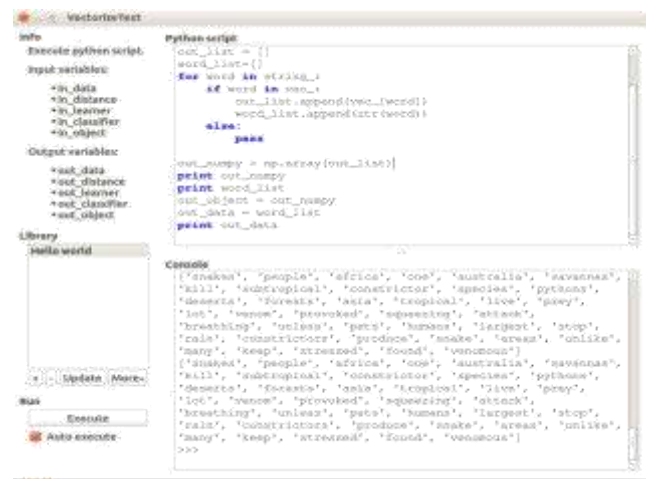 VectorizeText
Info
Execute python script.
Input variables:
in_data
in_distance
in_learner
in_classifier
in_object
Output variables:
out_data
out_distance
out_learner
out_classifier
out_object
Library
Hello world
+ - Update More
Run
Execute
Auto execute
Python script
out_list = []
word_list=[]
for word in string_:
if word in vec_:
out_list.append(vec_[word])
word_list.append(str(word))
else:
pass
out_numpy = np.array(out_list)
print out_numpy
print word_list
out_object = out_numpy
out_data = word_list
print out_data
Console
['snakes', 'people', 'africa', 'one', 'australia', 'savannas',
'kill', 'subtropical', 'constrictor', 'species', 'pythons',
'deserts', 'forests', 'asia', 'tropical', 'live', 'prey',
'lot', 'venom', 'provoked', 'squeezing', 'attack',
'breathing', 'unless', 'pets', 'humans', 'largest', 'stop',
'rain', 'constrictors', 'produce', 'snake', 'areas', 'unlike',
'many', 'keep', 'stressed', 'found', 'venomous']
['snakes', 'people', 'africa', 'one', 'australia', 'savannas',
'kill', 'subtropical', 'constrictor', 'species', 'pythons',
'deserts', 'forests', 'asia', 'tropical', 'live', 'prey',
'lot', 'venom', 'provoked', 'squeezing', 'attack',
'breathing', 'unless', 'pets', 'humans', 'largest', 'stop',
'rain', 'constrictors', 'produce', 'snake', 'areas', 'unlike',
'many', 'keep', 'stressed', 'found', 'venomous']
>>>